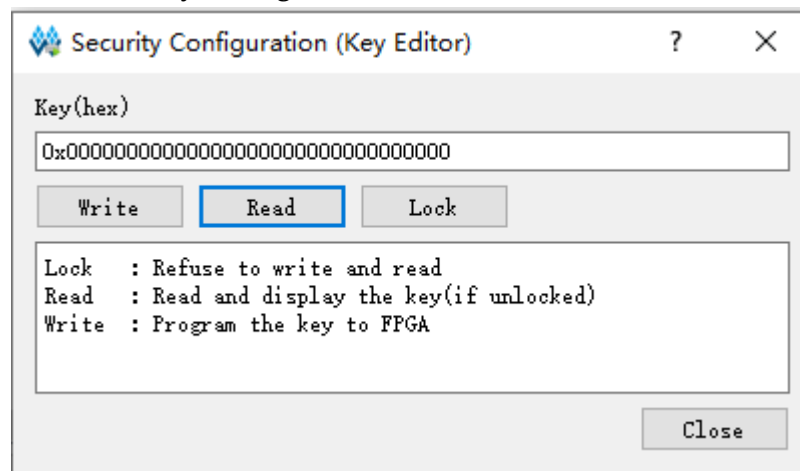 Security Configuration (Key Editor) ? ×
Key(hex)
0x00000000000000000000000000000000
Write Read Lock
Lock : Refuse to write and read
Read : Read and display the key(if unlocked)
Write : Program the key to FPGA
Close